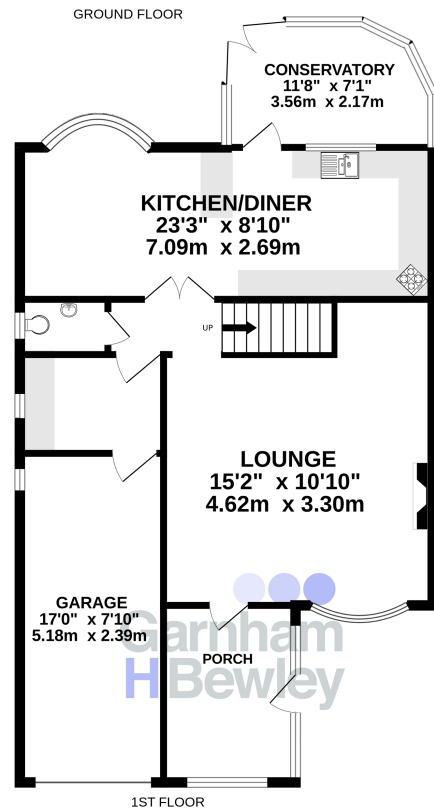 GROUND FLOOR
CONSERVATORY
11'8" x 7'1"
3.56m x 2.17m
KITCHEN/DINER
23'3" x 8'10"
7.09m x 2.69m
UP
LOUNGE
15'2" x 10'10"
4.62m x 3.30m
GARAGE
17'0" x 7'10"
5.18m x 2.39m
Garnham
H Bewley
PORCH
1ST FLOOR